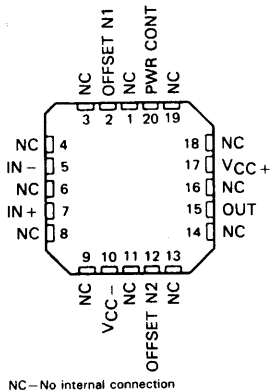 NC
OFFSET N1
NC
PWR CONT
NC
3 2 1 20 19
NC 4
IN− 5
NC 6
IN+ 7
NC 8
18 NC
17 VCC+
16 NC
15 OUT
14 NC
9 10 11 12 13
NC
VCC−
NC
OFFSET N2
NC
NC−No internal connection